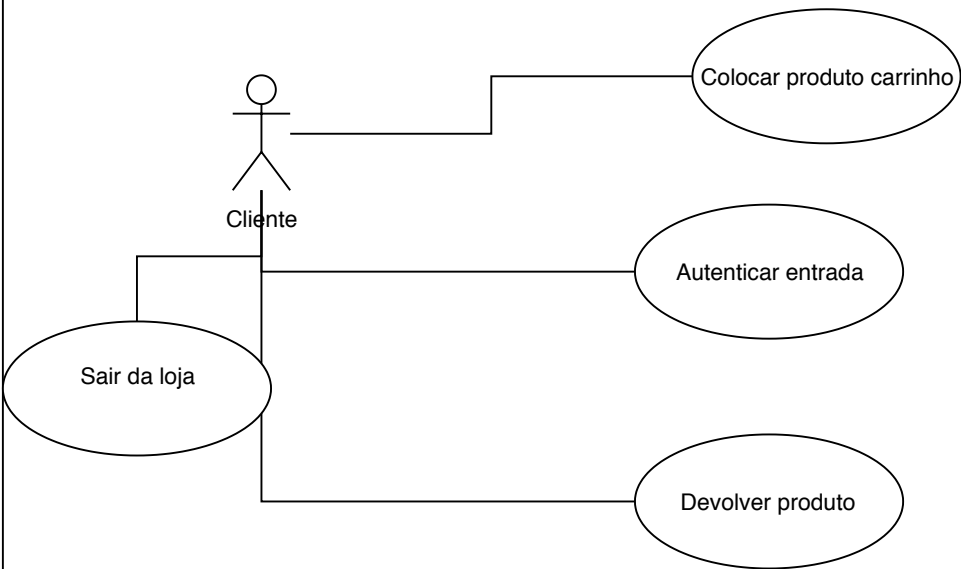 Colocar produto carrinho
Cliente
Autenticar entrada
Sair da loja
Devolver produto